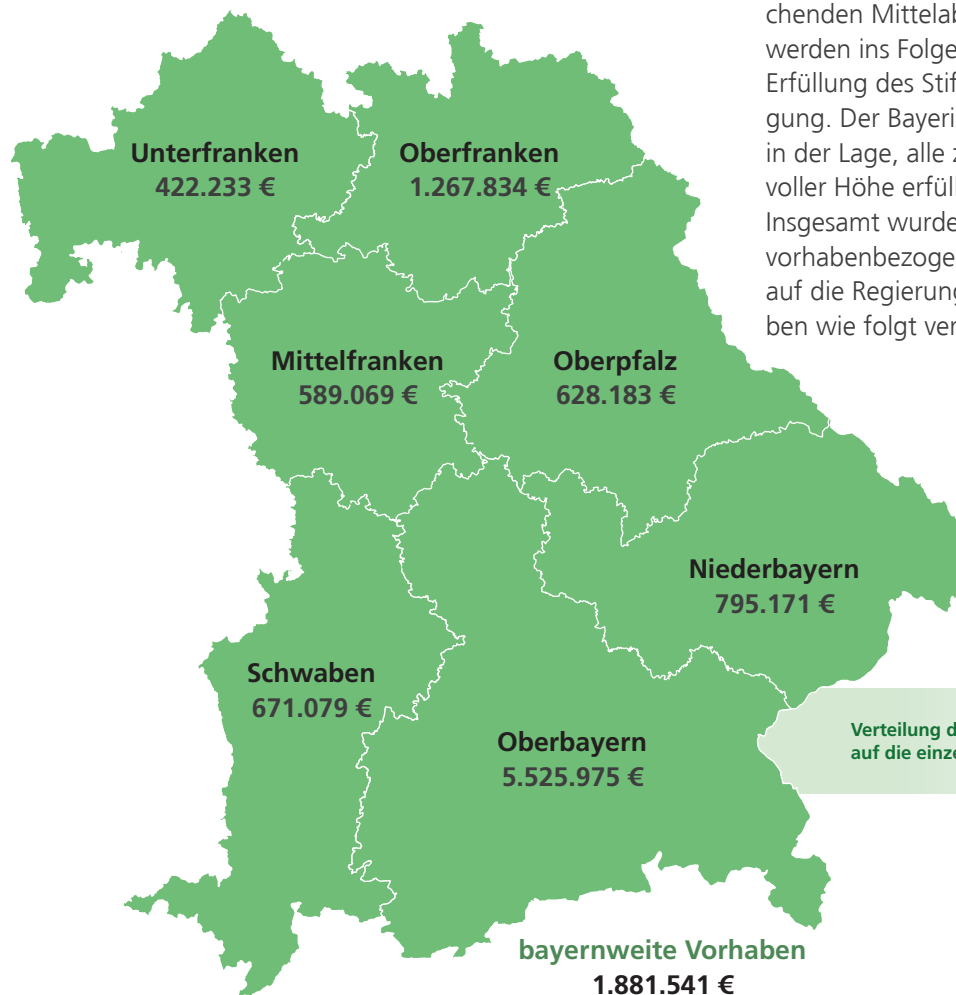 chenden Mittelab
werden ins Folge
Erfüllung des Stif
gung. Der Bayeri
in der Lage, alle z
voller Höhe erfüll
Insgesamt wurde
vorhabenbezoge
auf die Regierung
ben wie folgt ver
Unterfranken
422.233 €
Oberfranken
1.267.834 €
Mittelfranken
589.069 €
Oberpfalz
628.183 €
Niederbayern
795.171 €
Schwaben
671.079 €
Oberbayern
5.525.975 €
Verteilung d
auf die einze
bayernweite Vorhaben
1.881.541 €